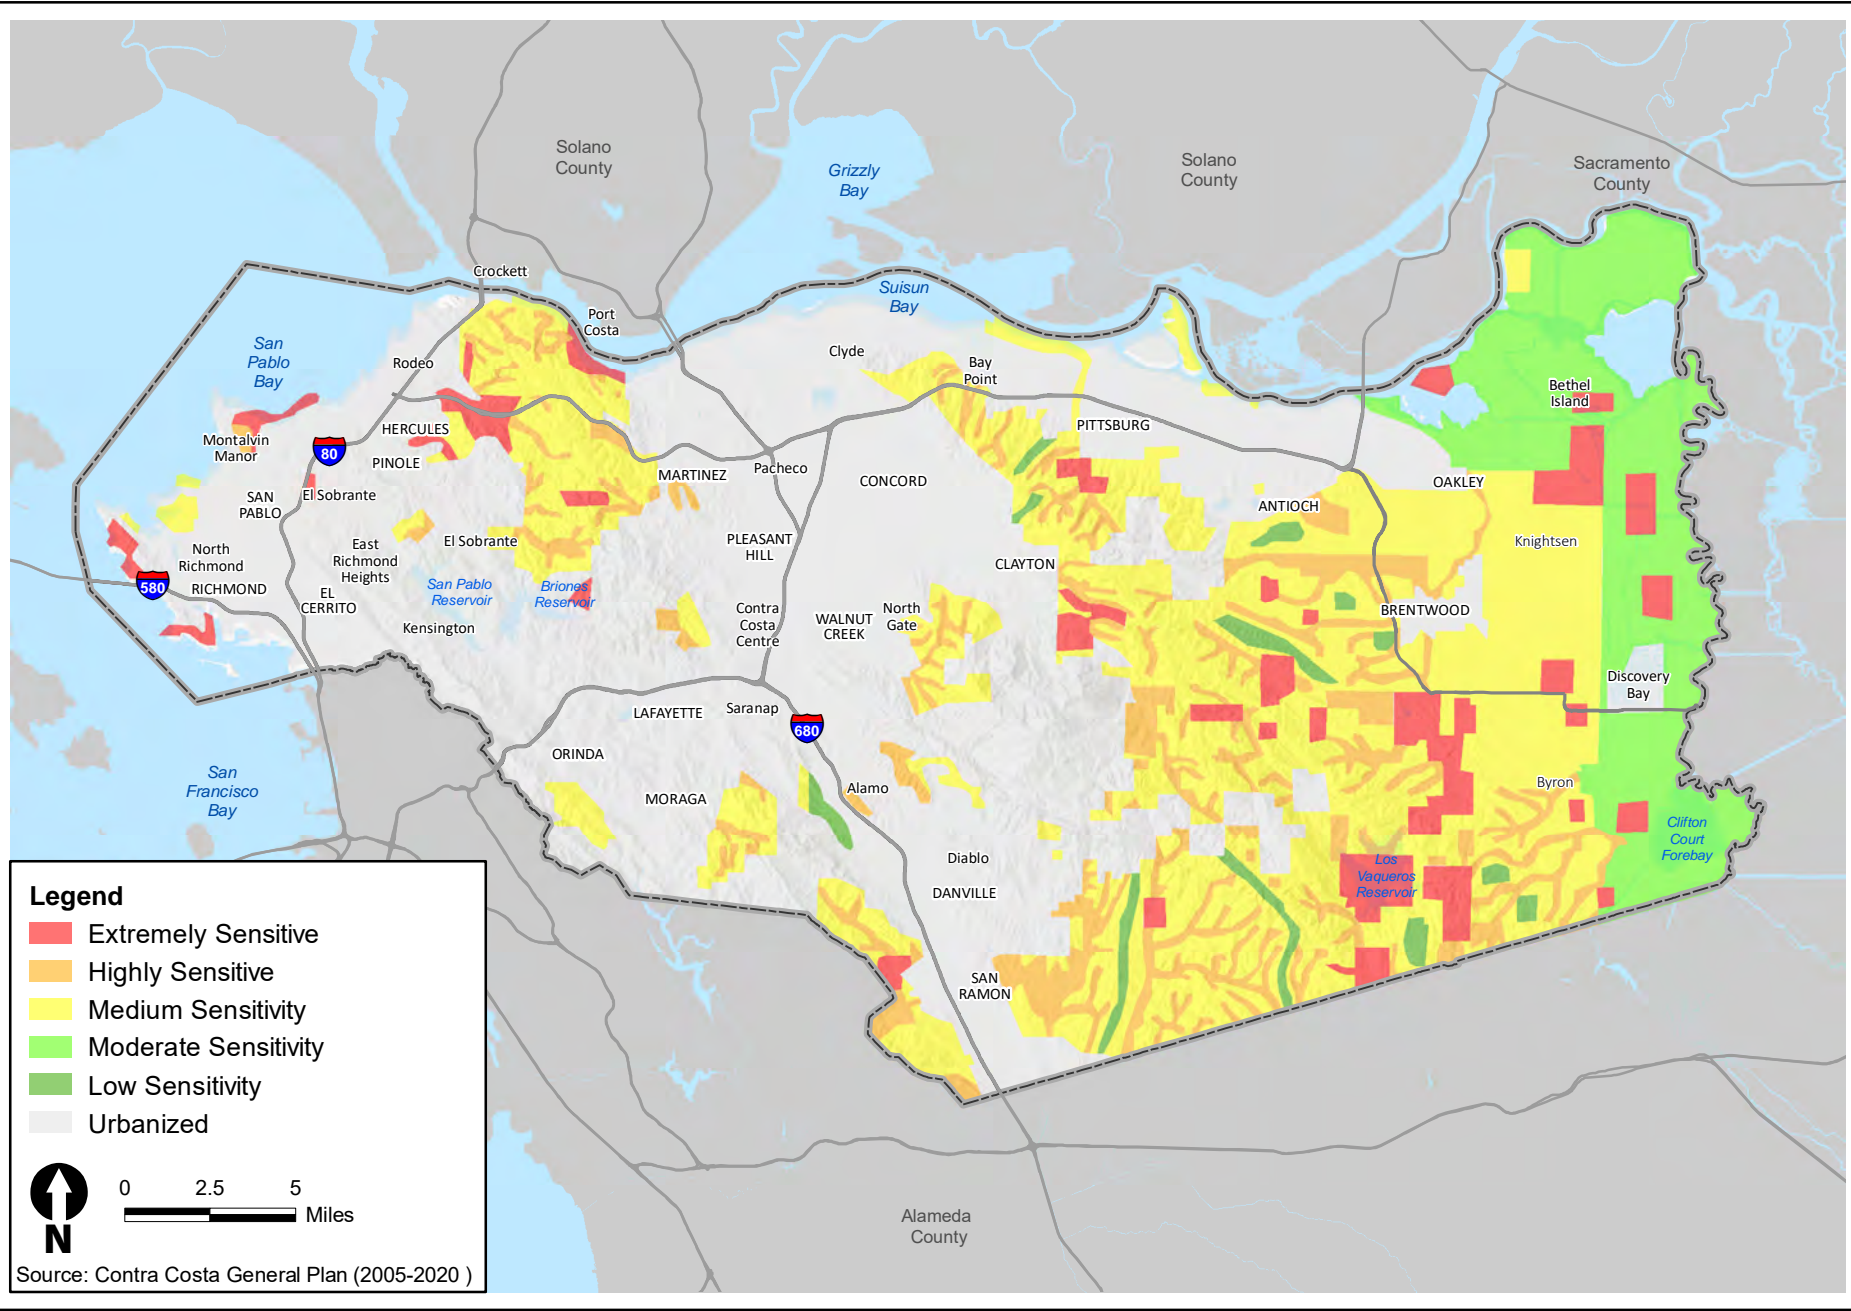 Solano
County
Solano
County
Sacramento
County
Grizzly
Bay
Crockett
Suisun
Bay
Port
Costa
San
Pablo
Bay
Rodeo
Clyde
Bay
Point
Bethel
Island
HERCULES
PITTSBURG
Montalvin
Manor
80
PINOLE
MARTINEZ
Pacheco
CONCORD
OAKLEY
SAN
PABLO
El Sobrante
ANTIOCH
North
Richmond
East
Richmond
Heights
El Sobrante
PLEASANT
HILL
Knightsen
CLAYTON
580
RICHMOND
EL
CERRITO
San Pablo
Reservoir
Briones
Reservoir
Kensington
Contra
Costa
Centre
WALNUT
CREEK
North
Gate
BRENTWOOD
Discovery
Bay
LAFAYETTE
Saranap
680
ORINDA
San
Francisco
Bay
MORAGA
Alamo
Byron
Clifton
Court
Forebay
Diablo
DANVILLE
Los
Vaqueros
Reservoir
SAN
RAMON
Alameda
County
Legend
Extremely Sensitive
Highly Sensitive
Medium Sensitivity
Moderate Sensitivity
Low Sensitivity
Urbanized
N
0 2.5 5
Miles
Source: Contra Costa General Plan (2005-2020 )